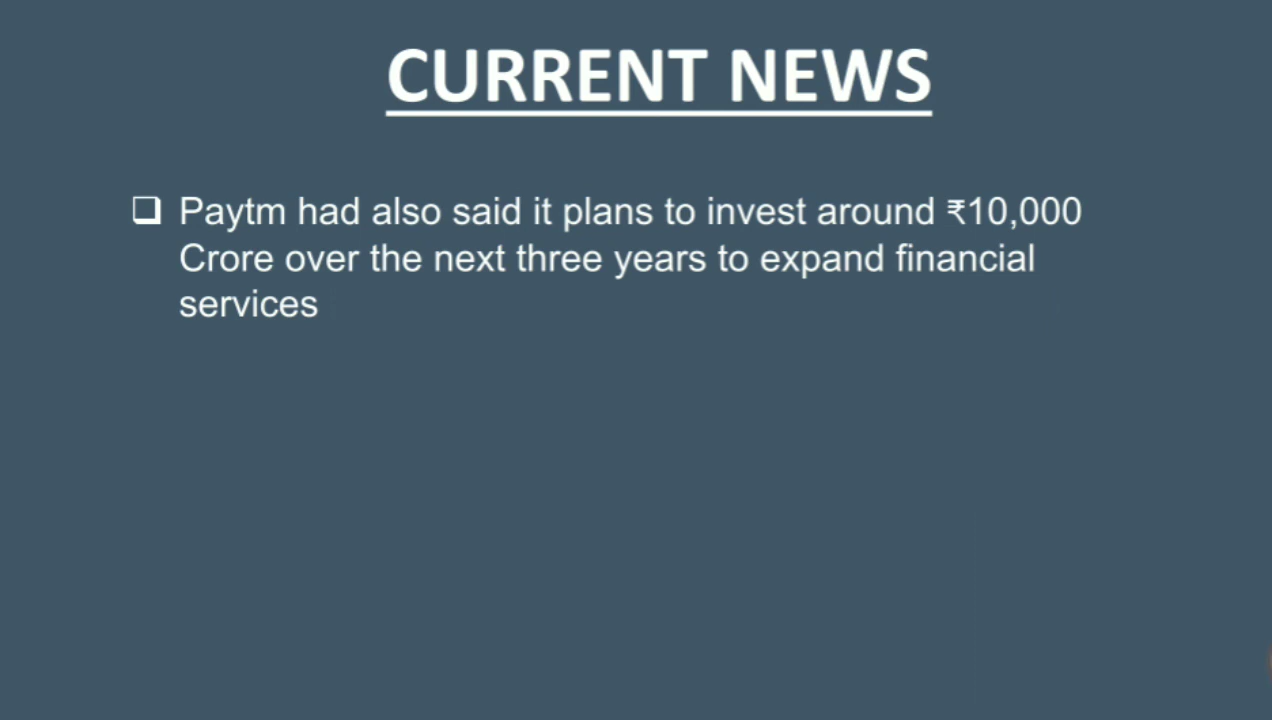 CURRENT NEWS
❑ Paytm had also said it plans to invest around ₹10,000
Crore over the next three years to expand financial
services